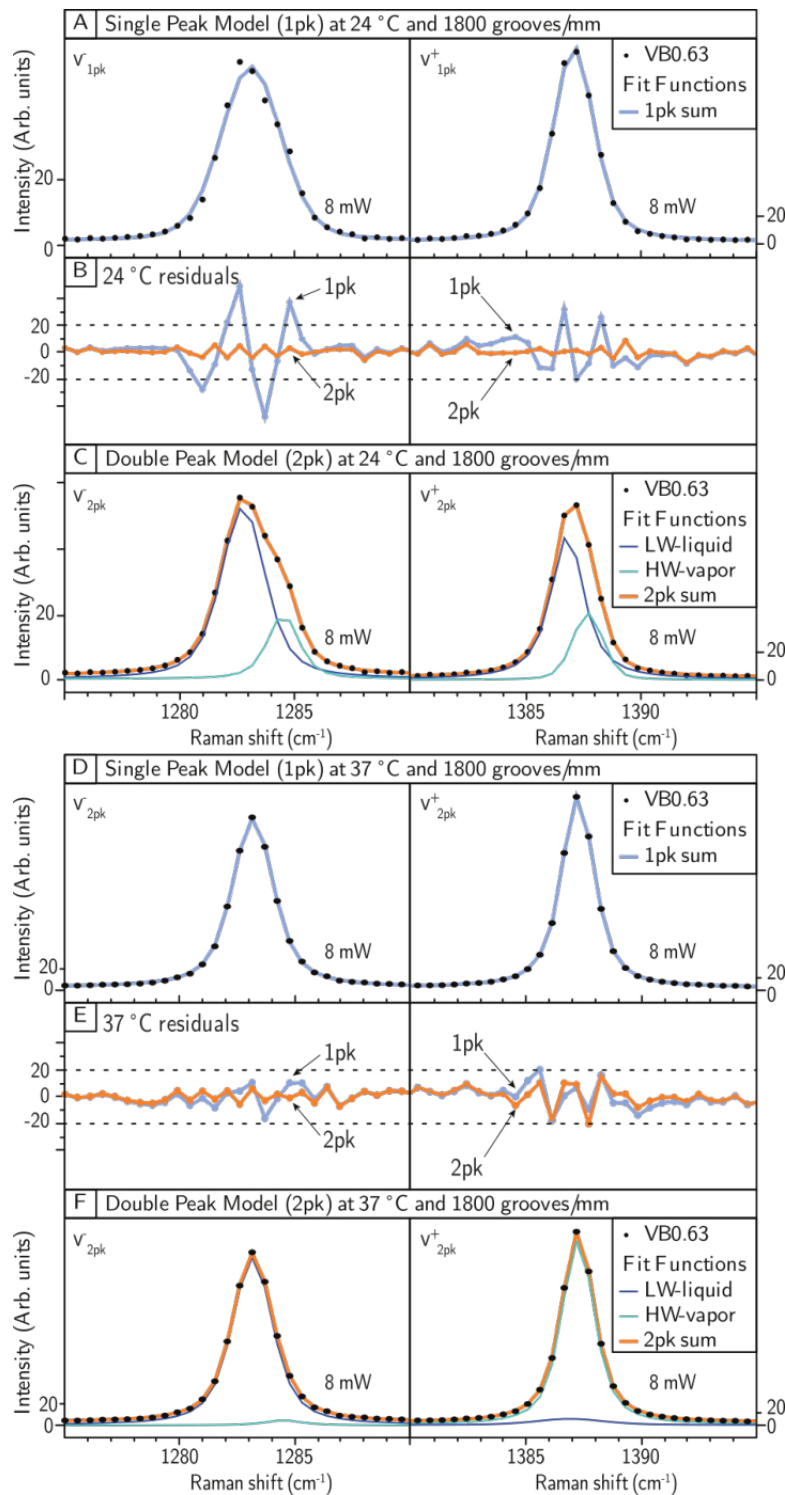 A Single Peak Model (1pk) at 24 °C and 1800 grooves/mm
Intensity (Arb. units)
20
0
v⁻1pk
8 mW
v⁺1pk
VB0.63
Fit Functions
1pk sum
8 mW
20
0
B 24 °C residuals
20
0
-20
1pk
2pk
1pk
2pk
C Double Peak Model (2pk) at 24 °C and 1800 grooves/mm
Intensity (Arb. units)
20
0
v⁻2pk
8 mW
v⁺2pk
VB0.63
Fit Functions
LW-liquid
HW-vapor
2pk sum
8 mW
20
0
1280 1285 1385 1390
Raman shift (cm⁻¹) Raman shift (cm⁻¹)
D Single Peak Model (1pk) at 37 °C and 1800 grooves/mm
Intensity (Arb. units)
20
0
v⁻2pk
8 mW
v⁺2pk
VB0.63
Fit Functions
1pk sum
8 mW
20
0
E 37 °C residuals
20
0
-20
1pk
2pk
1pk
2pk
F Double Peak Model (2pk) at 37 °C and 1800 grooves/mm
Intensity (Arb. units)
20
0
v⁻2pk
8 mW
v⁺2pk
VB0.63
Fit Functions
LW-liquid
HW-vapor
2pk sum
8 mW
20
0
1280 1285 1385 1390
Raman shift (cm⁻¹) Raman shift (cm⁻¹)